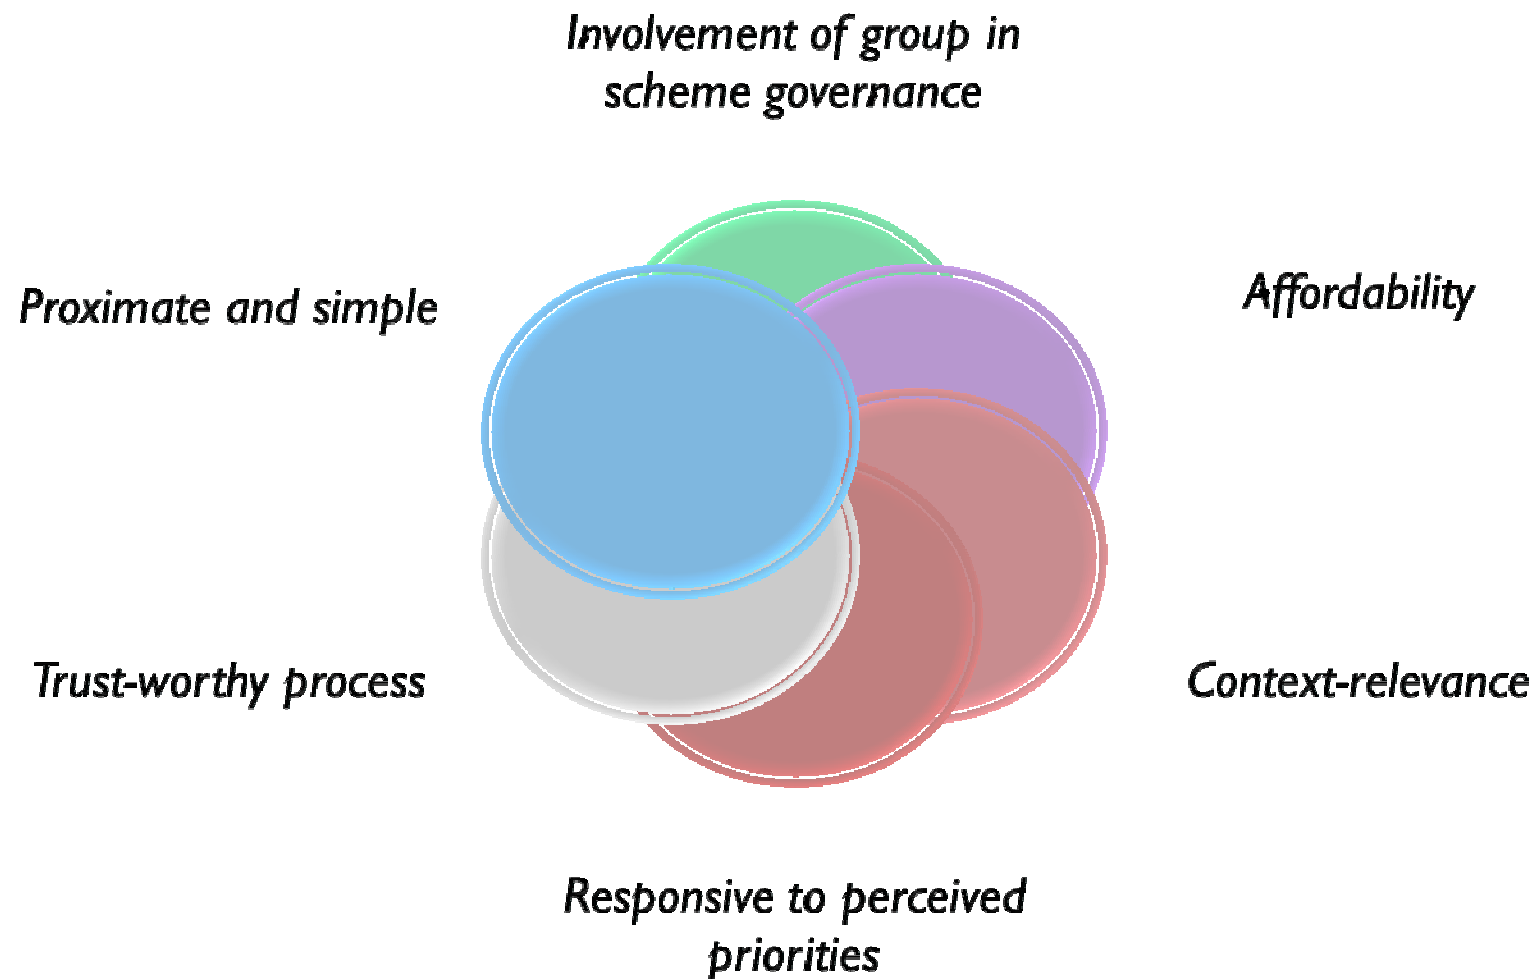 Involvement of group in
scheme governance
Proximate and simple
Affordability
Trust-worthy process
Context-relevance
Responsive to perceived
priorities